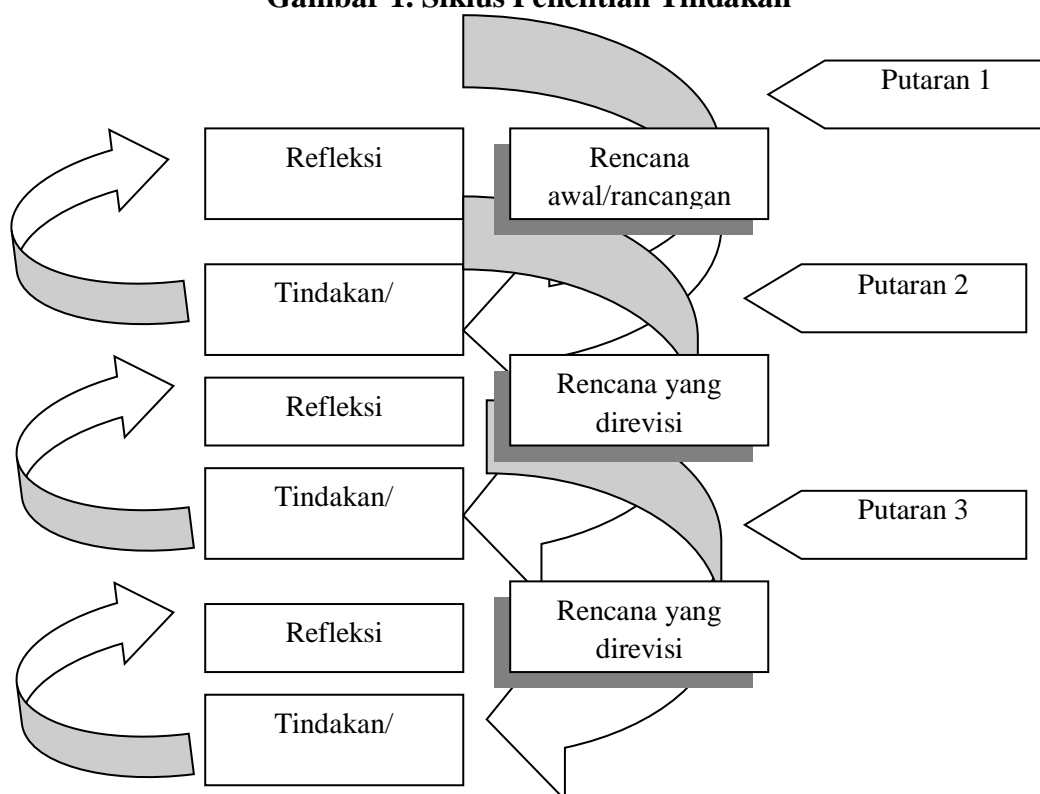 Gambar 1. Siklus Penelitian Tindakan
Putaran 1
Refleksi
Rencana
awal/rancangan
Tindakan/
Putaran 2
Refleksi
Rencana yang
direvisi
Tindakan/
Putaran 3
Refleksi
Rencana yang
direvisi
Tindakan/